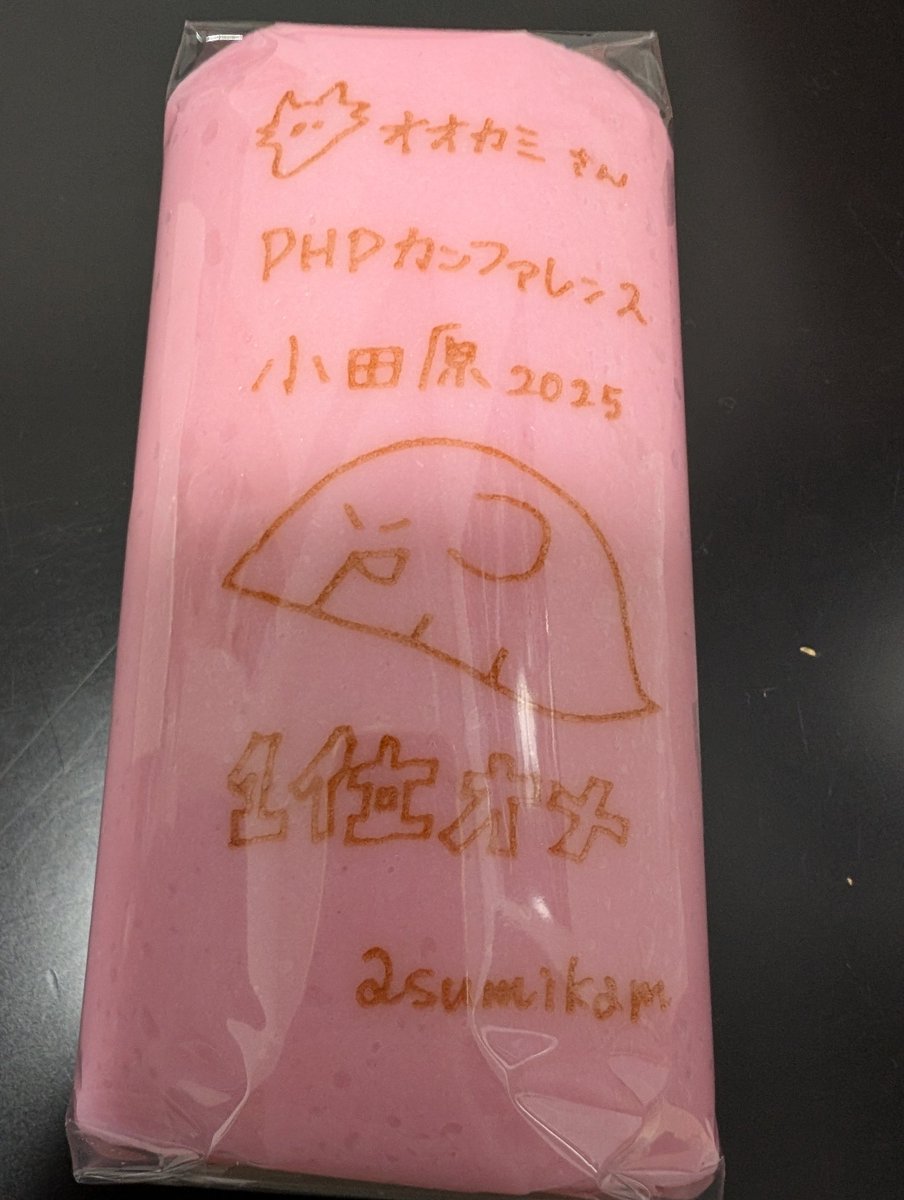 オオカミさん
PHPカンファレンス
小田原2025
1位オメ
asumikam